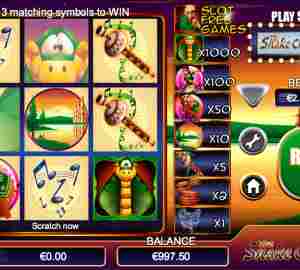 3 matching symbols to WIN
SLOT
FREE
GAMES
PLAY
X1000
X100
X50
X10
X5
X2
X1
Scratch now
BALANCE
€0.00
€997.50